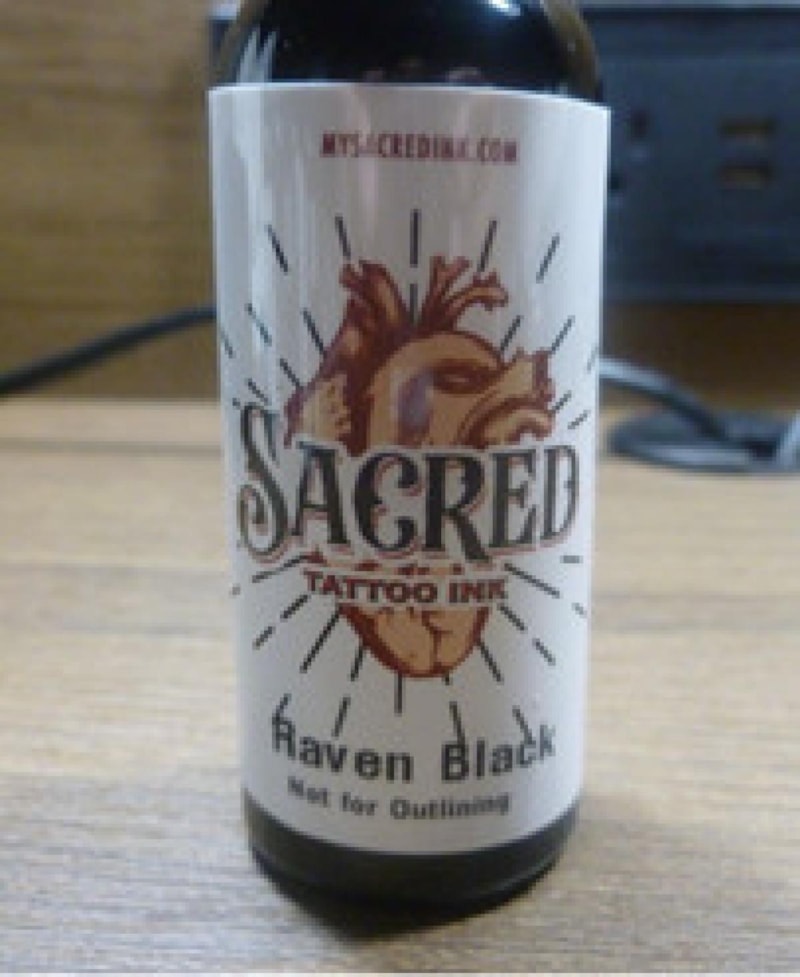 MYSACREDINK.COM
SACRED
TATTOO INK
Raven Black
Not for Outlining